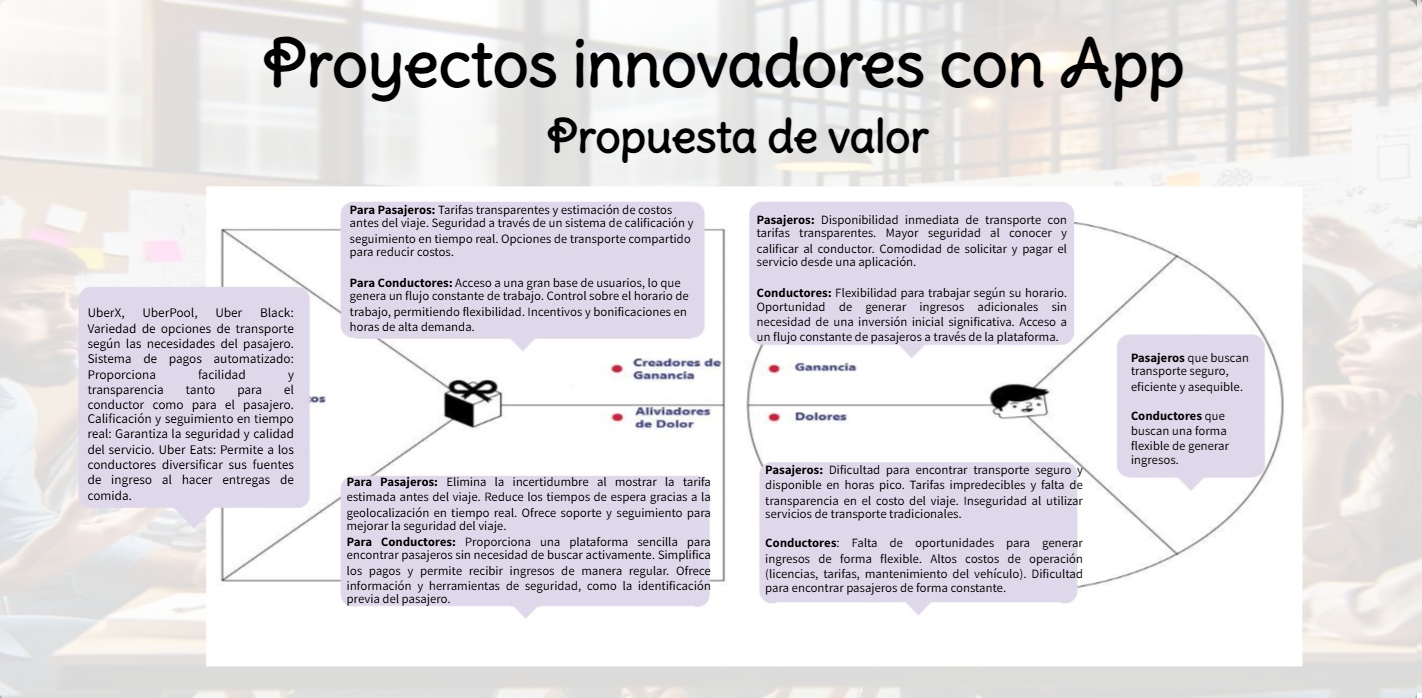 Proyectos innovadores con App
Propuesta de valor
Para Pasajeros: Tarifas transparentes y estimación de costos
antes del viaje. Seguridad a través de un sistema de calificación y
seguimiento en tiempo real. Opciones de transporte compartido
para reducir costos.
Para Conductores: Acceso a una gran base de usuarios, lo que
genera un flujo constante de trabajo. Control sobre el horario de
trabajo, permitiendo flexibilidad. Incentivos y bonificaciones en
horas de alta demanda.
Pasajeros: Disponibilidad inmediata de transporte con
tarifas transparentes. Mayor seguridad al conocer y
calificar al conductor. Comodidad de solicitar y pagar el
servicio desde una aplicación.
Conductores: Flexibilidad para trabajar según su horario.
Oportunidad de generar ingresos adicionales sin
necesidad de una inversión inicial significativa. Acceso a
un flujo constante de pasajeros a través de la plataforma.
UberX, UberPool, Uber Black:
Variedad de opciones de transporte
según las necesidades del pasajero.
Sistema de pagos automatizado:
Proporciona facilidad y
transparencia tanto para el
conductor como para el pasajero.
Calificación y seguimiento en tiempo
real: Garantiza la seguridad y calidad
del servicio. Uber Eats: Permite a los
conductores diversificar sus fuentes
de ingreso al hacer entregas de
comida.
os
Creadores de
Ganancia
Aliviadores
de Dolor
Ganancia
Dolores
Pasajeros que buscan
transporte seguro,
eficiente y asequible.
Conductores que
buscan una forma
flexible de generar
ingresos.
Para Pasajeros: Elimina la incertidumbre al mostrar la tarifa
estimada antes del viaje. Reduce los tiempos de espera gracias a la
geolocalización en tiempo real. Ofrece soporte y seguimiento para
mejorar la seguridad del viaje.
Para Conductores: Proporciona una plataforma sencilla para
encontrar pasajeros sin necesidad de buscar activamente. Simplifica
los pagos y permite recibir ingresos de manera regular. Ofrece
información y herramientas de seguridad, como la identificación
previa del pasajero.
Pasajeros: Dificultad para encontrar transporte seguro y
disponible en horas pico. Tarifas impredecibles y falta de
transparencia en el costo del viaje. Inseguridad al utilizar
servicios de transporte tradicionales.
Conductores: Falta de oportunidades para generar
ingresos de forma flexible. Altos costos de operación
(licencias, tarifas, mantenimiento del vehículo). Dificultad
para encontrar pasajeros de forma constante.